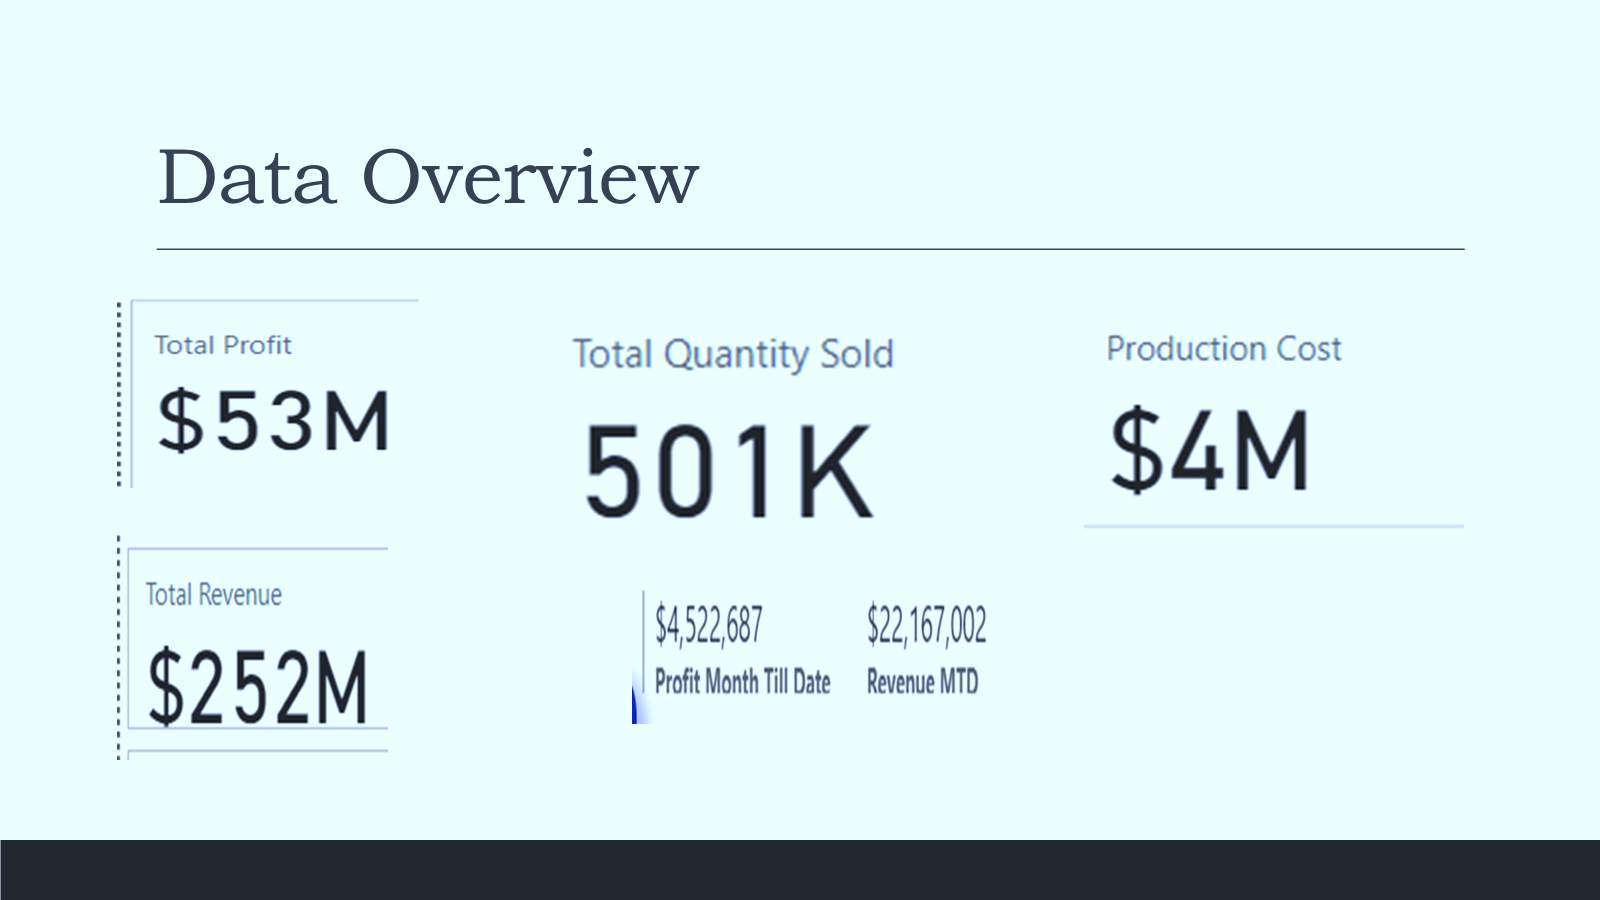 Data Overview
Total Profit
$53M
Total Quantity Sold
501K
Production Cost
$4M
Total Revenue
$252M
$4,522,687
Profit Month Till Date
$22,167,002
Revenue MTD